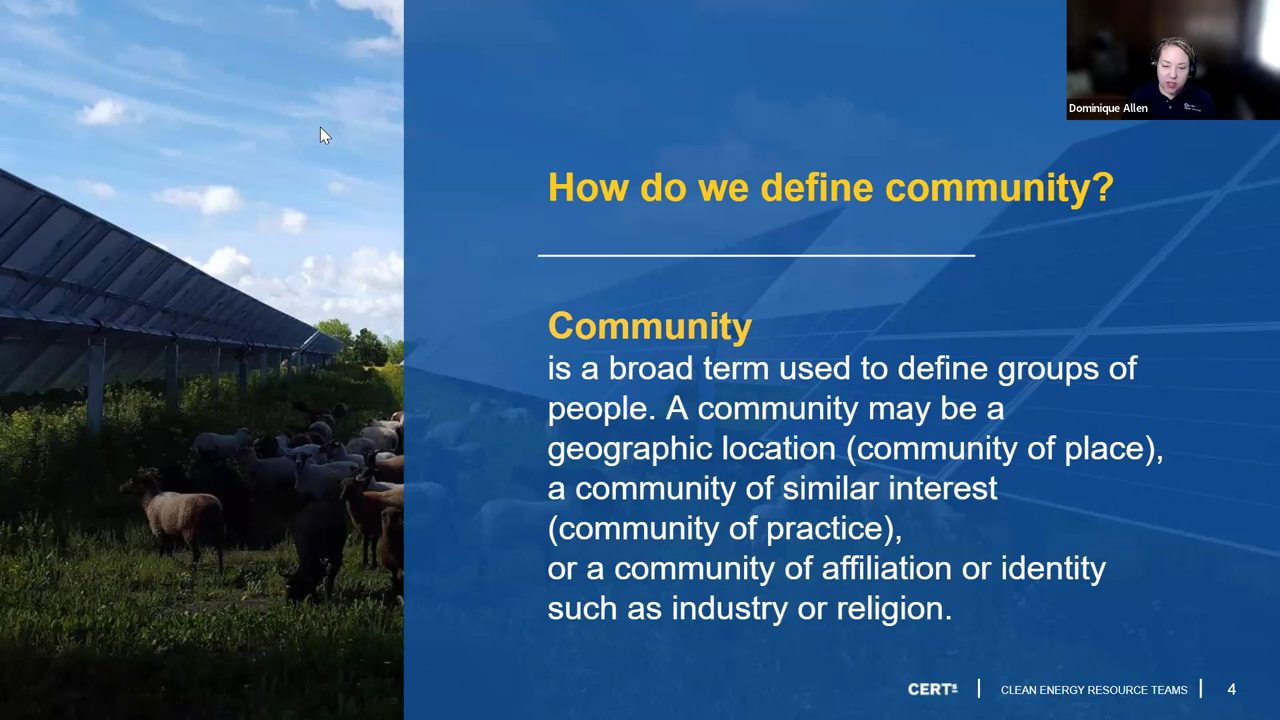 Dominique Allen
How do we define community?
Community
is a broad term used to define groups of
people. A community may be a
geographic location (community of place),
a community of similar interest
(community of practice),
or a community of affiliation or identity
such as industry or religion.
CERTs | CLEAN ENERGY RESOURCE TEAMS | 4